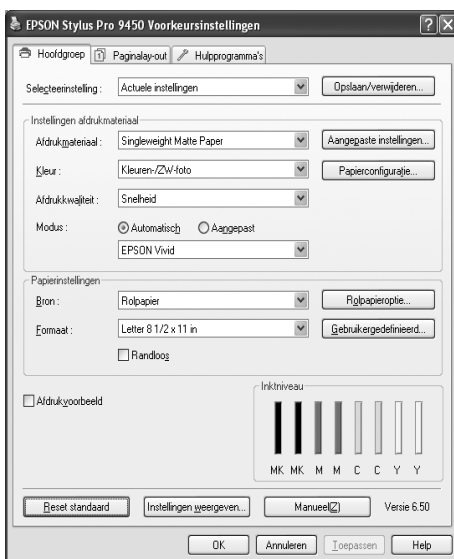 EPSON Stylus Pro 9450 Voorkeursinstellingen
Hoofdgroep Paginalay-out Hulpprogramma's
Selecteerinstelling : Actuele instellingen Opslaan/verwijderen...
Instellingen afdrukmateriaal
Afdrukmateriaal : Singleweight Matte Paper Aangepaste instellingen...
Kleur : Kleuren-/ZW-foto Papierconfiguratie...
Afdrukkwaliteit : Snelheid
Modus : Automatisch Aangepast
EPSON Vivid
Papierinstellingen
Bron : Rolpapier Rolpapieroptie...
Formaat : Letter 8 1/2 x 11 in Gebruikergedefinieerd...
Randloos
Afdrukvoorbeeld
Inktniveau
MK MK M M C C Y Y
Reset standaard Instellingen weergeven... Manueel(Z) Versie 6.50
OK Annuleren Toepassen Help